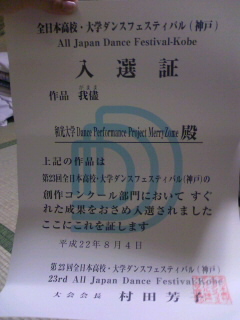 全日本高校・大学ダンスフェスティバル(神戸)
All Japan Dance Festival-Kobe
入選証
作品 我儘
和光大学 Dance Performance Project Merry Zone 殿
上記の作品は
第23回全日本高校・大学ダンスフェスティバル(神戸)の
創作コンクール部門において すぐ
れた成果をおさめ入選されました
ここにこれを証します
平成22年8月4日
第23回全日本高校・大学ダンスフェスティバル(神戸)
23rd All Japan Dance Festival-Kobe
大会会長 村田芳